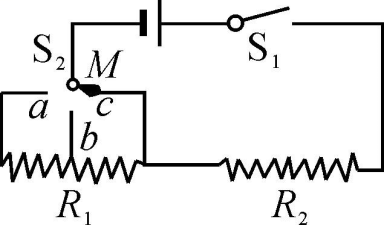 S₂ M S₁
a c
b
R₁ R₂